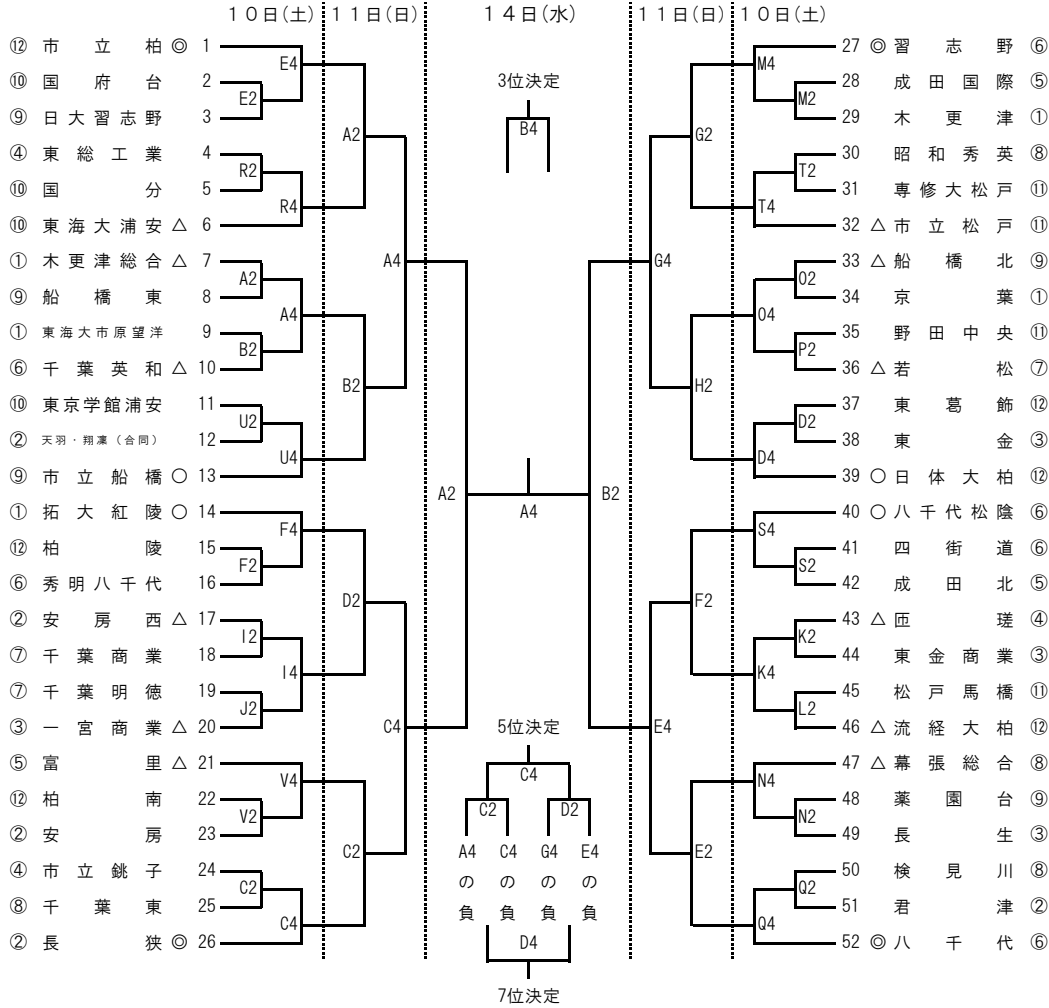 10日(土) 11日(日) 14日(水) 11日(日) 10日(土)
⑫ 市立柏 ◎ 1 27 ◎ 習志野 ⑥
E4 M4
⑩ 国府台 2 3位決定 28 成田国際 ⑤
E2 M2
⑨ 日大習志野 3 B4 29 木更津 ①
A2 G2
④ 東総工業 4 30 昭和秀英 ⑧
R2 T2
⑩ 国分 5 31 専修大松戸 ⑪
R4 T4
⑩ 東海大浦安 △ 6 32 △ 市立松戸 ⑪
① 木更津総合 △ 7 A4 G4 33 △ 船橋北 ⑨
A2 O2
⑨ 船橋東 8 34 京葉 ①
A4 O4
① 東海大市原望洋 9 35 野田中央 ⑪
B2 P2
⑥ 千葉英和 △ 10 36 △ 若松 ⑦
B2 H2
⑩ 東京学館浦安 11 37 東葛飾 ⑫
U2 D2
② 天羽・翔凜（合同） 12 38 東金 ③
U4 D4
⑨ 市立船橋 ○ 13 39 ○ 日体大柏 ⑫
A2 B2
① 拓大紅陵 ○ 14 A4 40 ○ 八千代松陰 ⑥
F4 S4
⑫ 柏陵 15 41 四街道 ⑥
F2 S2
⑥ 秀明八千代 16 42 成田北 ⑤
D2 F2
② 安房西 △ 17 43 △ 匝瑳 ④
I2 K2
⑦ 千葉商業 18 44 東金商業 ③
I4 K4
⑦ 千葉明徳 19 45 松戸馬橋 ⑪
J2 L2
③ 一宮商業 △ 20 C4 5位決定 E4 46 △ 流経大柏 ⑫
⑤ 富里 △ 21 47 △ 幕張総合 ⑧
V4 C4 N4
⑫ 柏南 22 C2 D2 48 薬園台 ⑨
V2 N2
② 安房 23 49 長生 ③
C2 A4の負 C4の負 G4の負 E4の負 E2
④ 市立銚子 24 50 検見川 ⑧
C2 Q2
⑧ 千葉東 25 51 君津 ②
C4 Q4
② 長狭 ◎ 26 D4 52 ◎ 八千代 ⑥
7位決定